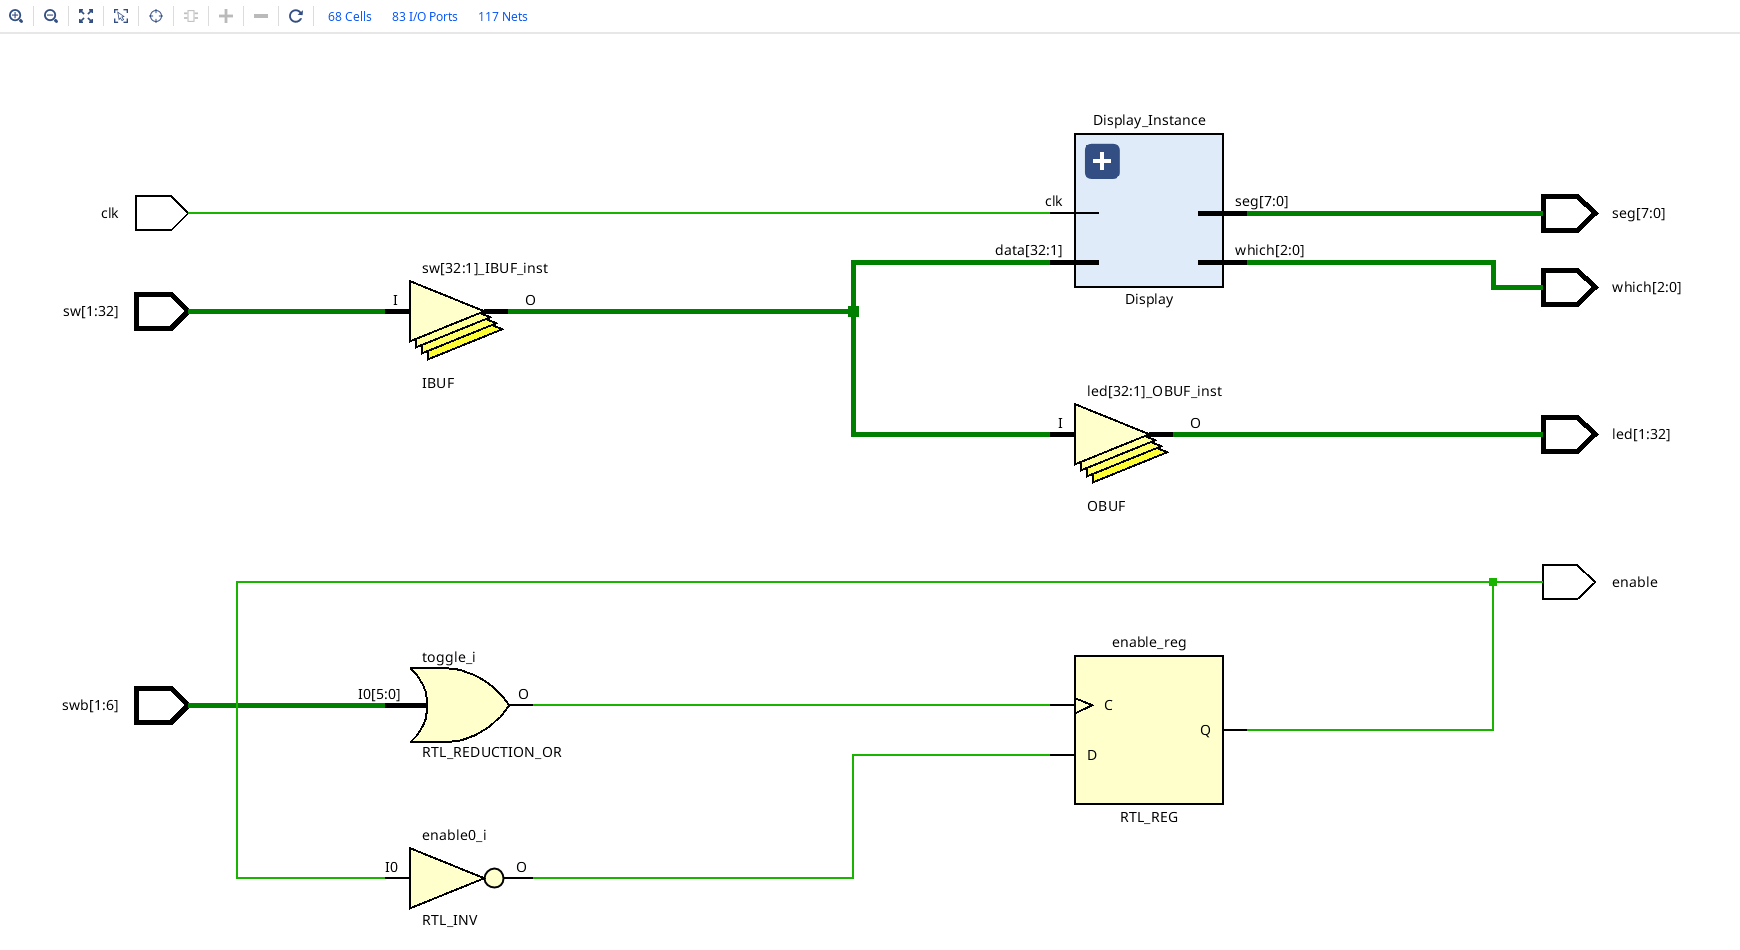 68 Cells 83 I/O Ports 117 Nets
Display_Instance
clk
clk
seg[7:0]
seg[7:0]
data[32:1]
which[2:0]
which[2:0]
Display
sw[32:1]_IBUF_inst
sw[1:32]
I
O
IBUF
led[32:1]_OBUF_inst
I
O
led[1:32]
OBUF
enable
toggle_i
swb[1:6]
I0[5:0]
O
RTL_REDUCTION_OR
enable_reg
C
Q
D
RTL_REG
enable0_i
I0
O
RTL_INV